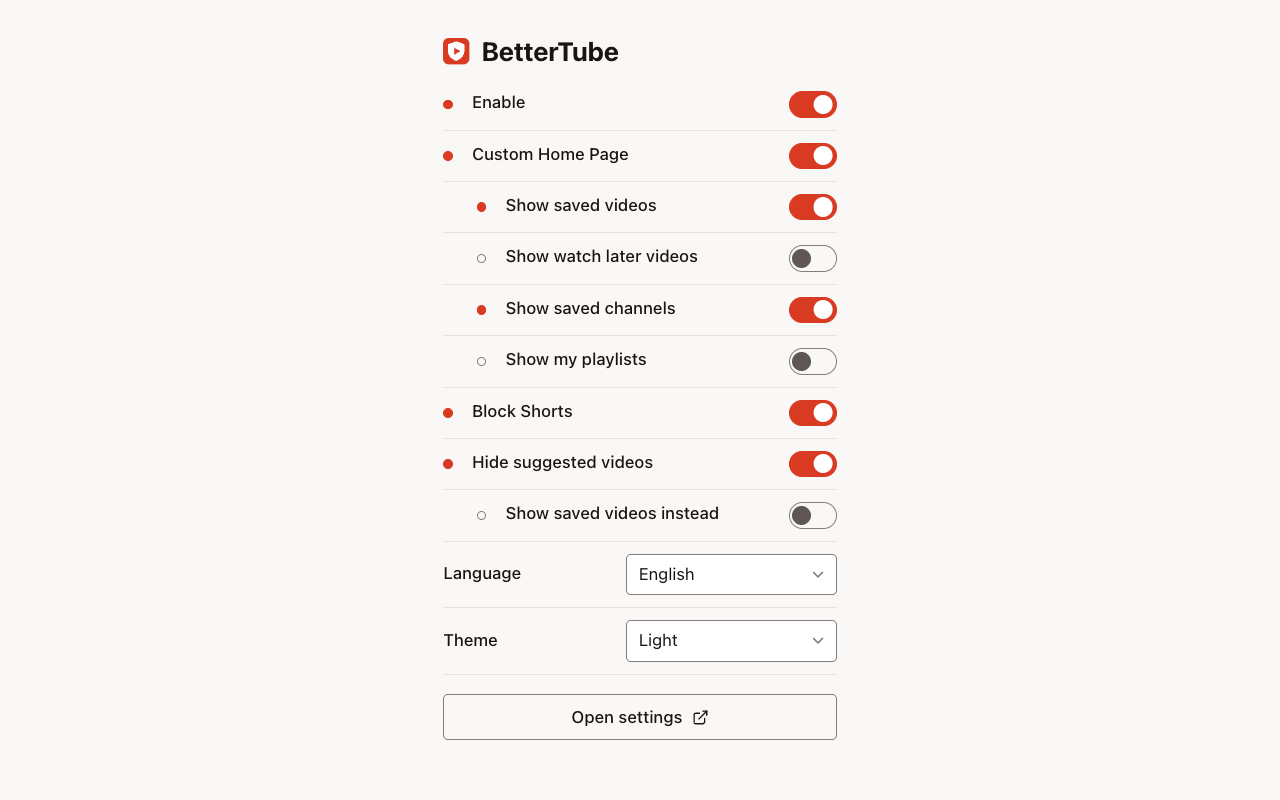 BetterTube
Enable
Custom Home Page
Show saved videos
Show watch later videos
Show saved channels
Show my playlists
Block Shorts
Hide suggested videos
Show saved videos instead
Language English
Theme Light
Open settings